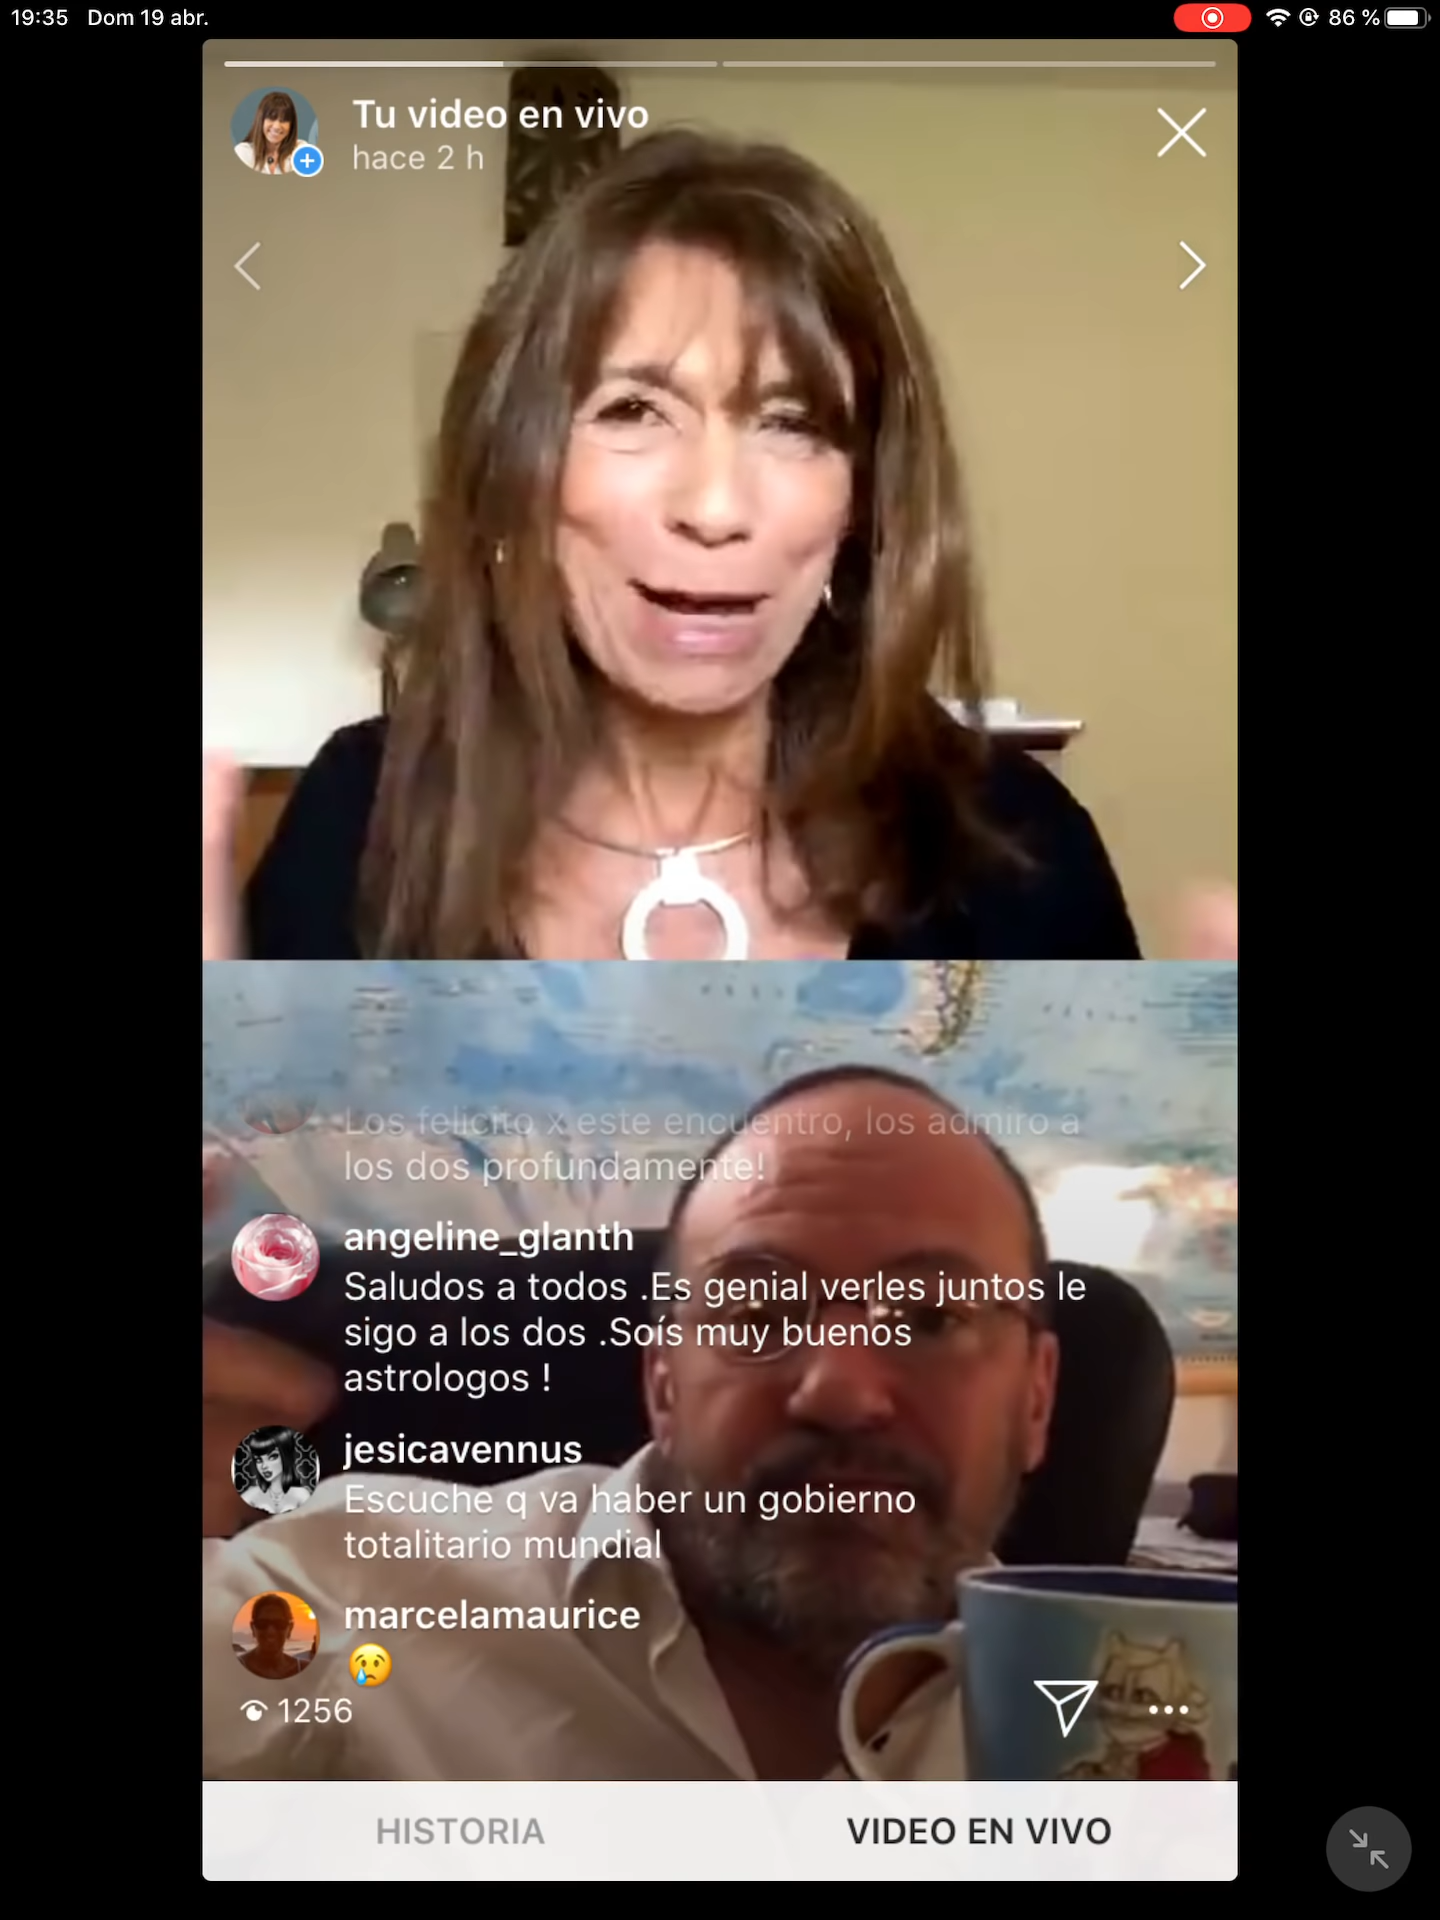 19:35 Dom 19 abr.
86 %
Tu video en vivo
hace 2 h
Los felicito x este encuentro, los admiro a
los dos profundamente!
angeline_glanth
Saludos a todos .Es genial verles juntos le
sigo a los dos .Soís muy buenos
astrologos !
jesicavennus
Escuche q va haber un gobierno
totalitario mundial
marcelamaurice
😢
1256
HISTORIA
VIDEO EN VIVO